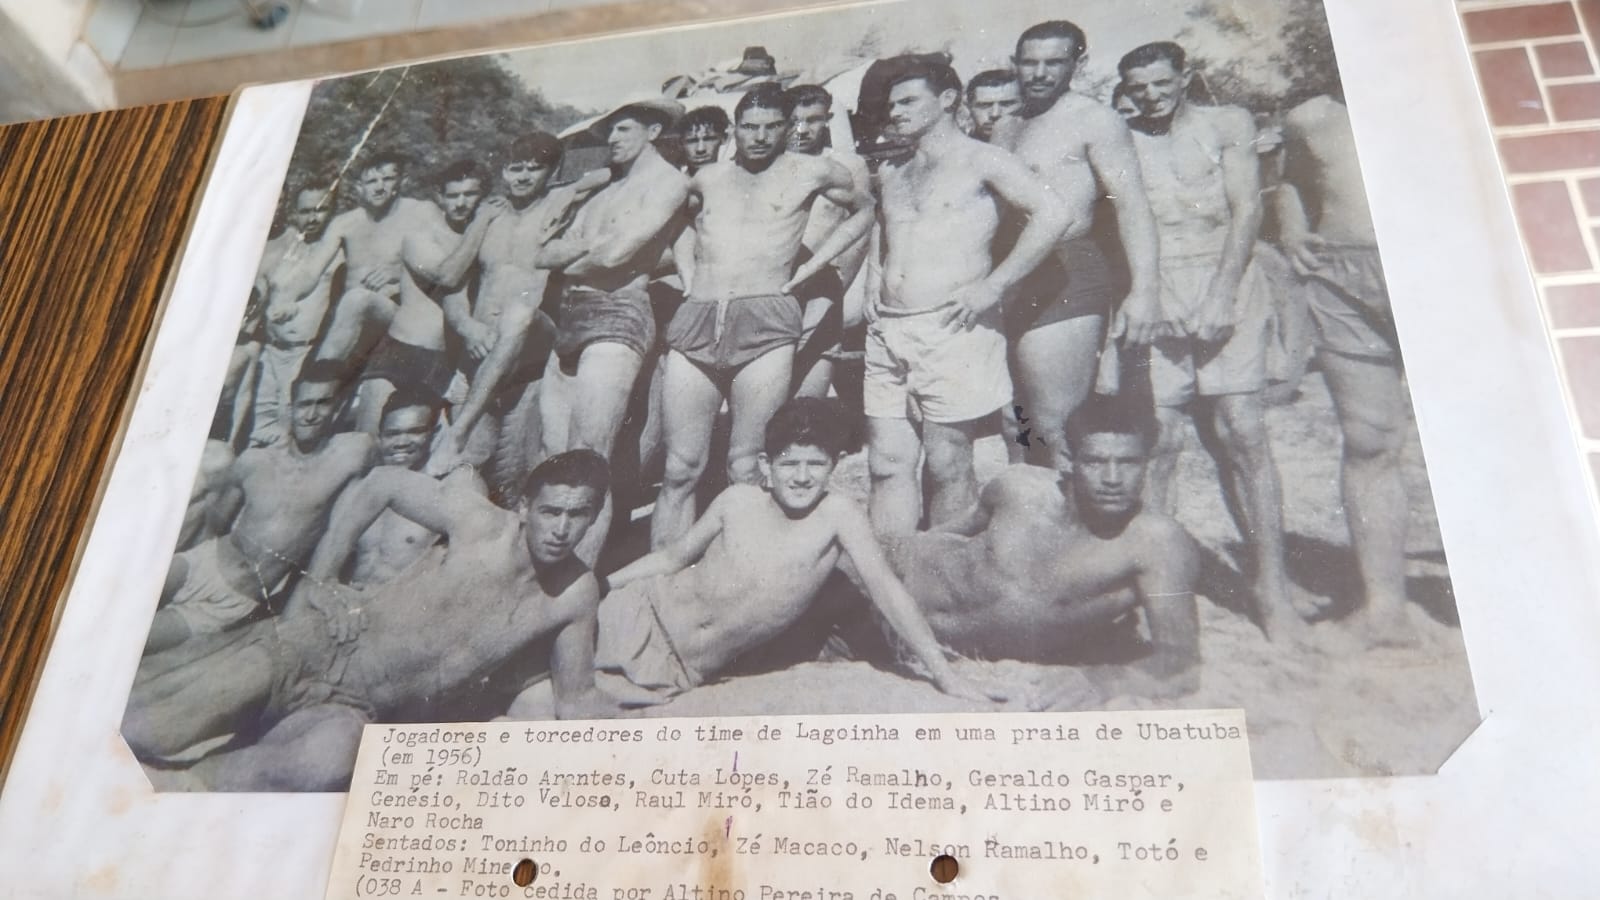 Jogadores e torcedores do time de Lagoinha em uma praia de Ubatuba
(em 1956)
Em pé: Roldão Arantes, Cuta Lopes, Zé Ramalho, Geraldo Gaspar,
Genésio, Dito Veloso, Raul Miró, Tião do Idema, Altino Miró e
Naro Rocha
Sentados: Toninho do Leôncio, Zé Macaco, Nelson Ramalho, Totó e
Pedrinho
(038 A - Foto cedida por Altino Pereira de Campos